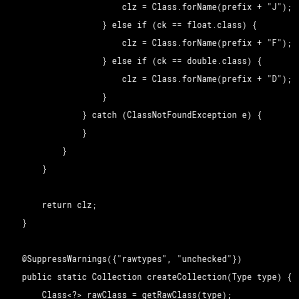 clz = Class.forName(prefix + "J");
} else if (ck == float.class) {
clz = Class.forName(prefix + "F");
} else if (ck == double.class) {
clz = Class.forName(prefix + "D");
}
} catch (ClassNotFoundException e) {
}
}
}
return clz;
}
@SuppressWarnings({"rawtypes", "unchecked"})
public static Collection createCollection(Type type) {
Class<?> rawClass = getRawClass(type);